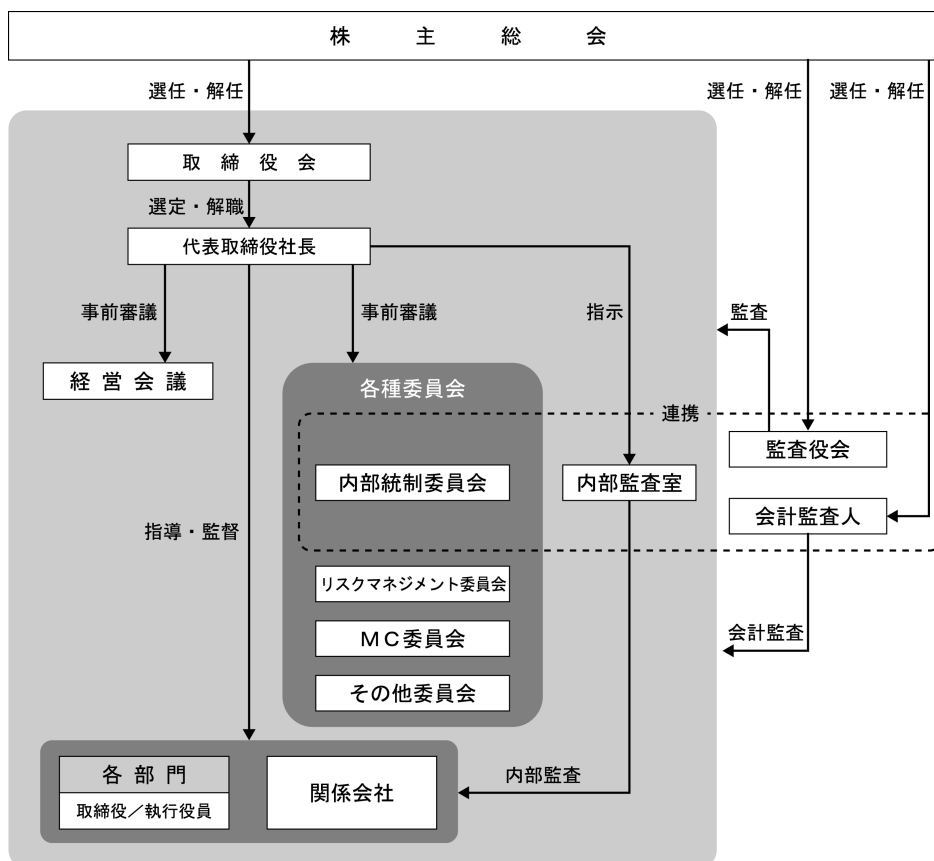 株主総会
選任・解任
選任・解任
選任・解任
取締役会
選定・解職
代表取締役社長
事前審議
事前審議
指示
監査
経営会議
各種委員会
連携
監査役会
内部統制委員会
内部監査室
会計監査人
指導・監督
リスクマネジメント委員会
MC委員会
会計監査
その他委員会
各部門
取締役／執行役員
関係会社
内部監査